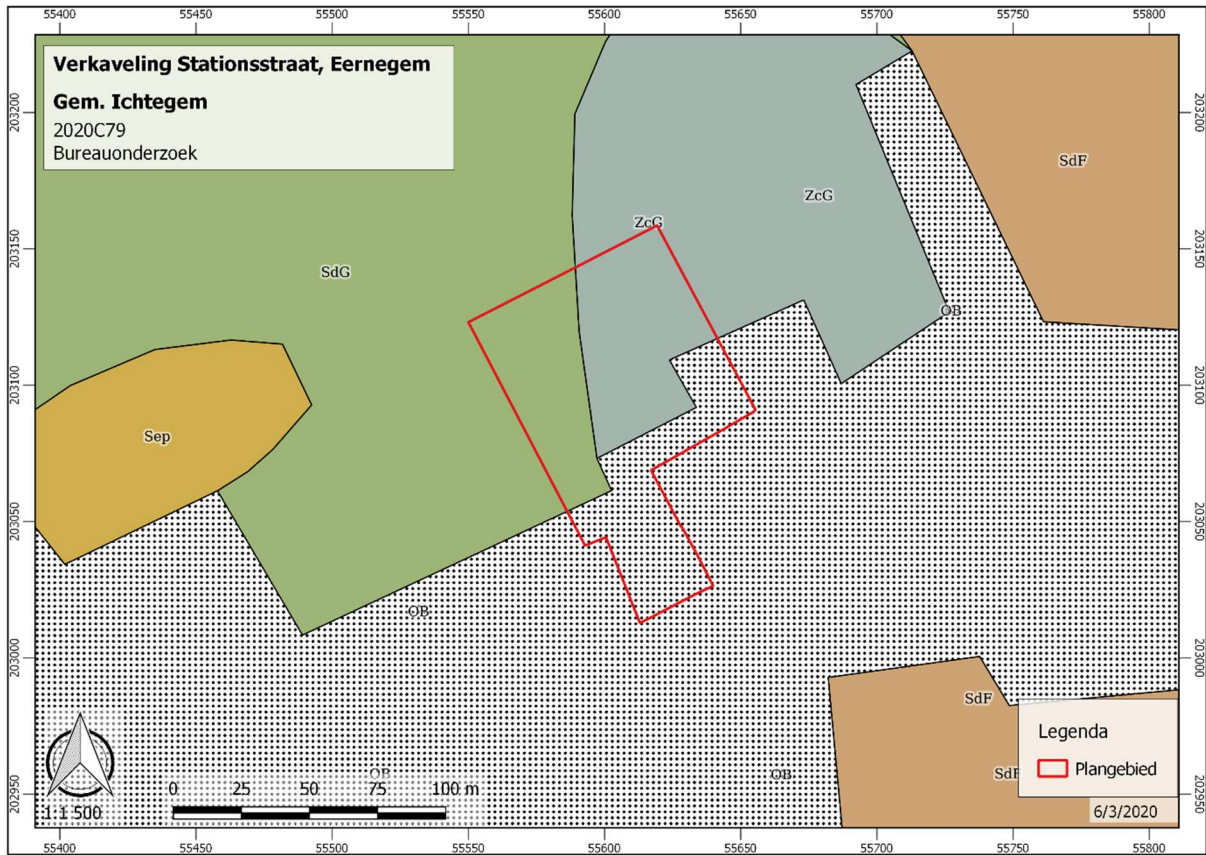 55400 55450 55500 55550 55600 55650 55700 55750 55800
Verkaveling Stationsstraat, Eernegem
Gem. Ichtegem
2020C79
Bureauonderzoek
203200 203200
SdF
ZcG
ZcG
203150 203150
SdG
OB
203100 203100
Sep
203050 203050
OB
203000 203000
SdF
Legenda
Plangebied
SdF
OB
OB
0 25 50 75 100 m
202950 202950
1:1 500
6/3/2020
55400 55450 55500 55550 55600 55650 55700 55750 55800